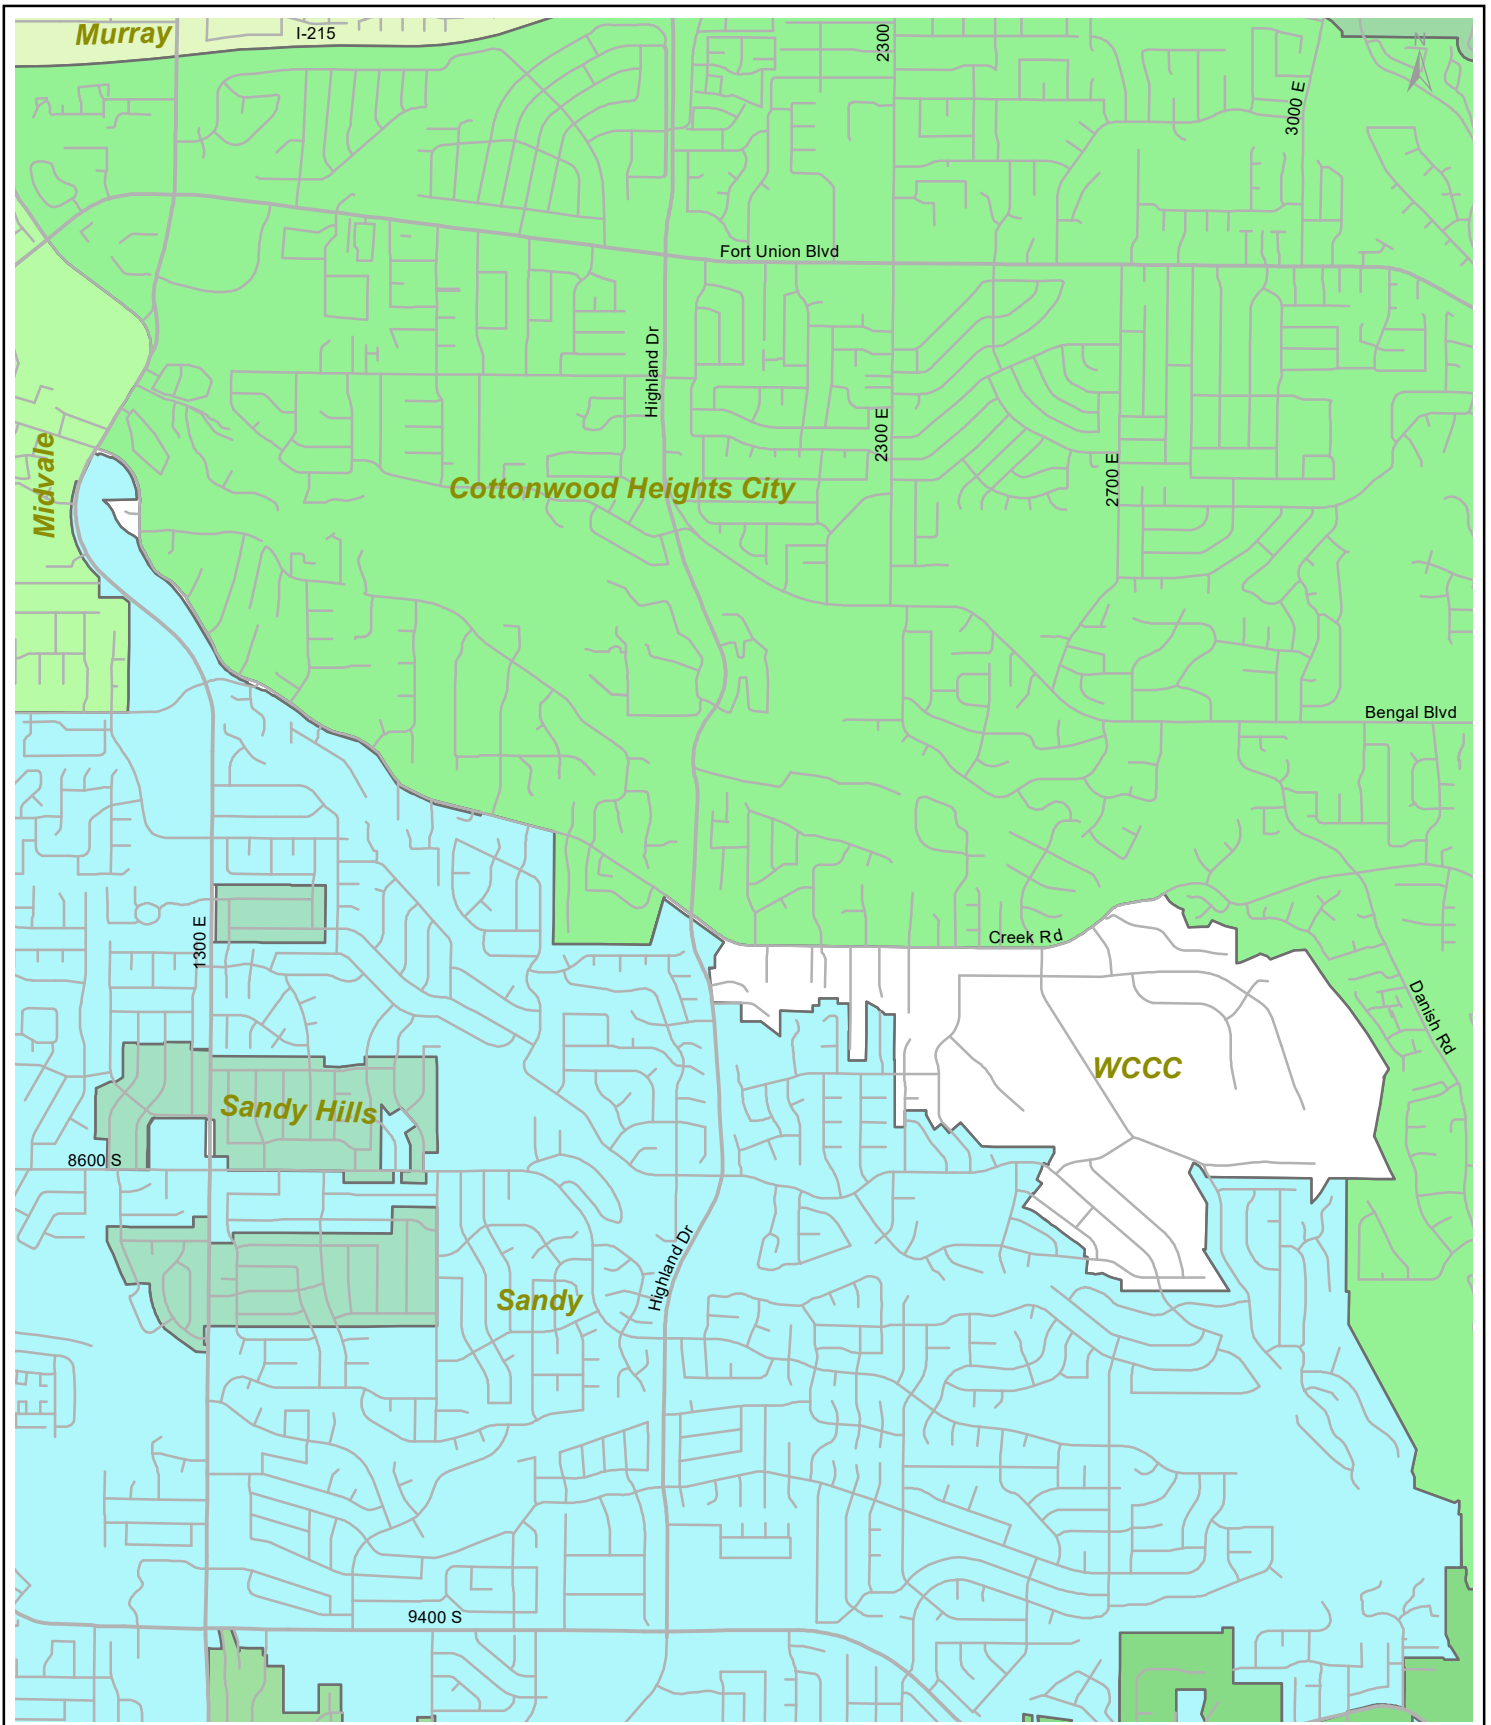 Murray
I-215
2300
N
3000 E
Fort Union Blvd
Highland Dr
2300 E
Midvale
2700 E
Cottonwood Heights City
Bengal Blvd
1300 E
Creek Rd
Danish Rd
WCCC
Sandy Hills
8600 S
Highland Dr
Sandy
9400 S